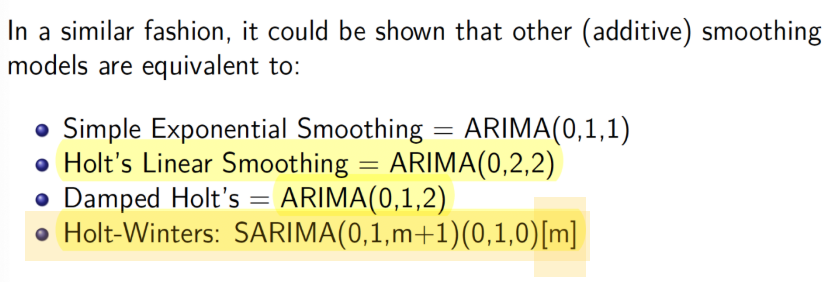 In a similar fashion, it could be shown that other (additive) smoothing
models are equivalent to:
Simple Exponential Smoothing = ARIMA(0,1,1)
Holt's Linear Smoothing = ARIMA(0,2,2)
Damped Holt's = ARIMA(0,1,2)
Holt-Winters: SARIMA(0,1,m+1)(0,1,0)[m]